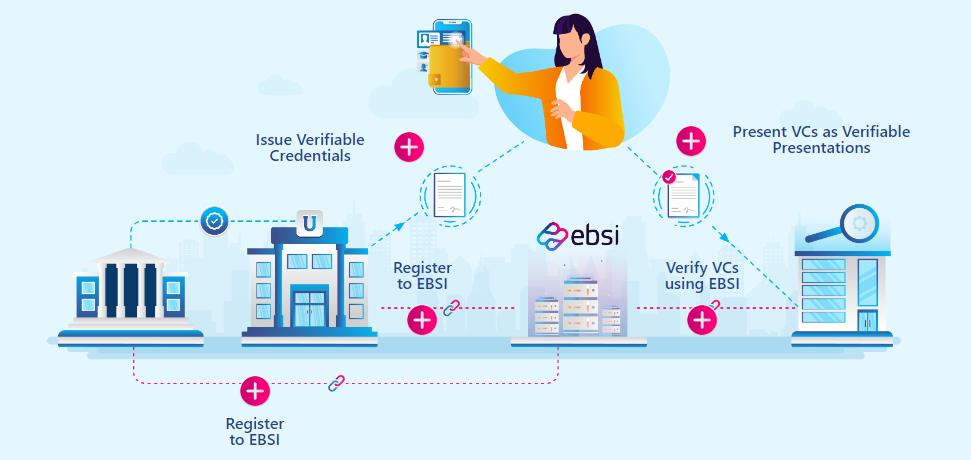 Issue Verifiable
Credentials
Present VCs as Verifiable
Presentations
U
ebsi
Register
to EBSI
Verify VCs
using EBSI
Register
to EBSI